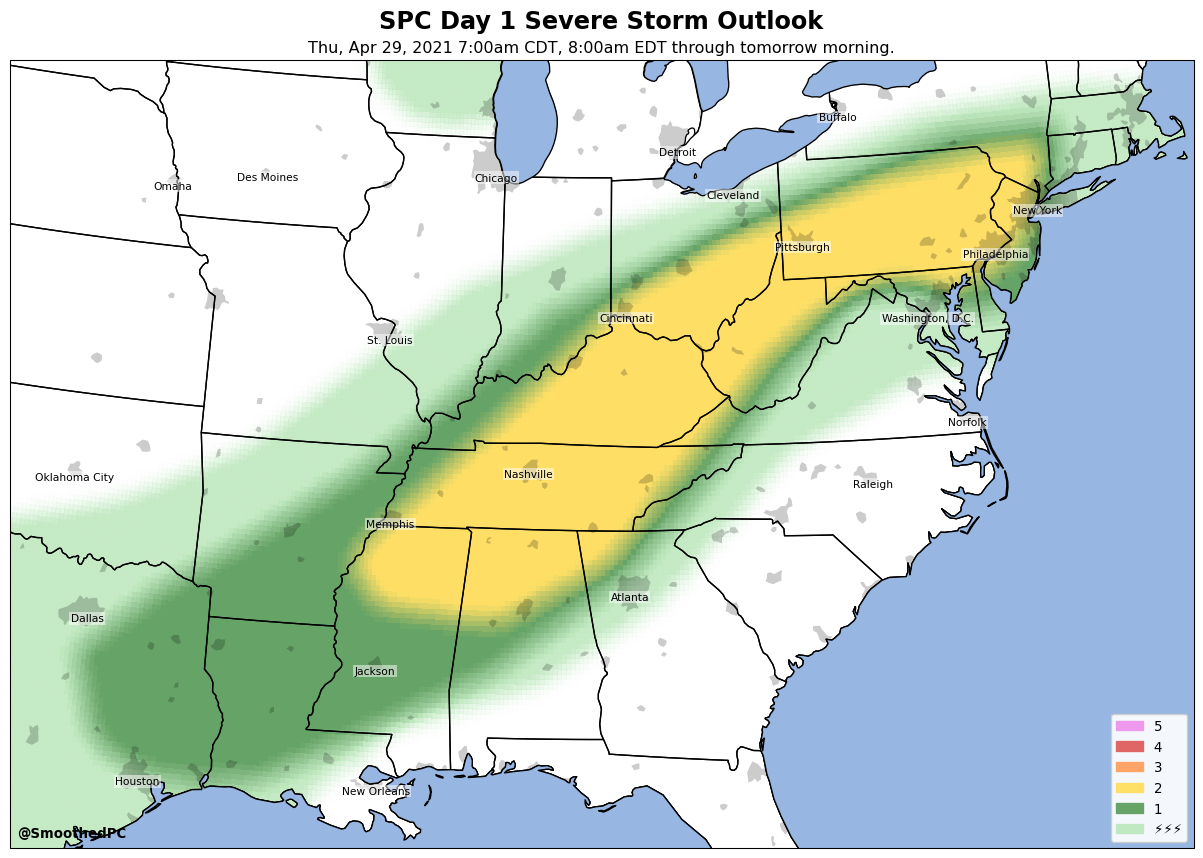 SPC Day 1 Severe Storm Outlook
Thu, Apr 29, 2021 7:00am CDT, 8:00am EDT through tomorrow morning.
Buffalo
Detroit
Chicago
Des Moines
Omaha
Cleveland
New York
Pittsburgh
Philadelphia
Cincinnati
Washington, D.C.
St. Louis
Norfolk
Nashville
Oklahoma City
Raleigh
Memphis
Atlanta
Dallas
Jackson
Houston
New Orleans
5
4
3
2
1
⚡⚡⚡
@SmoothedPC